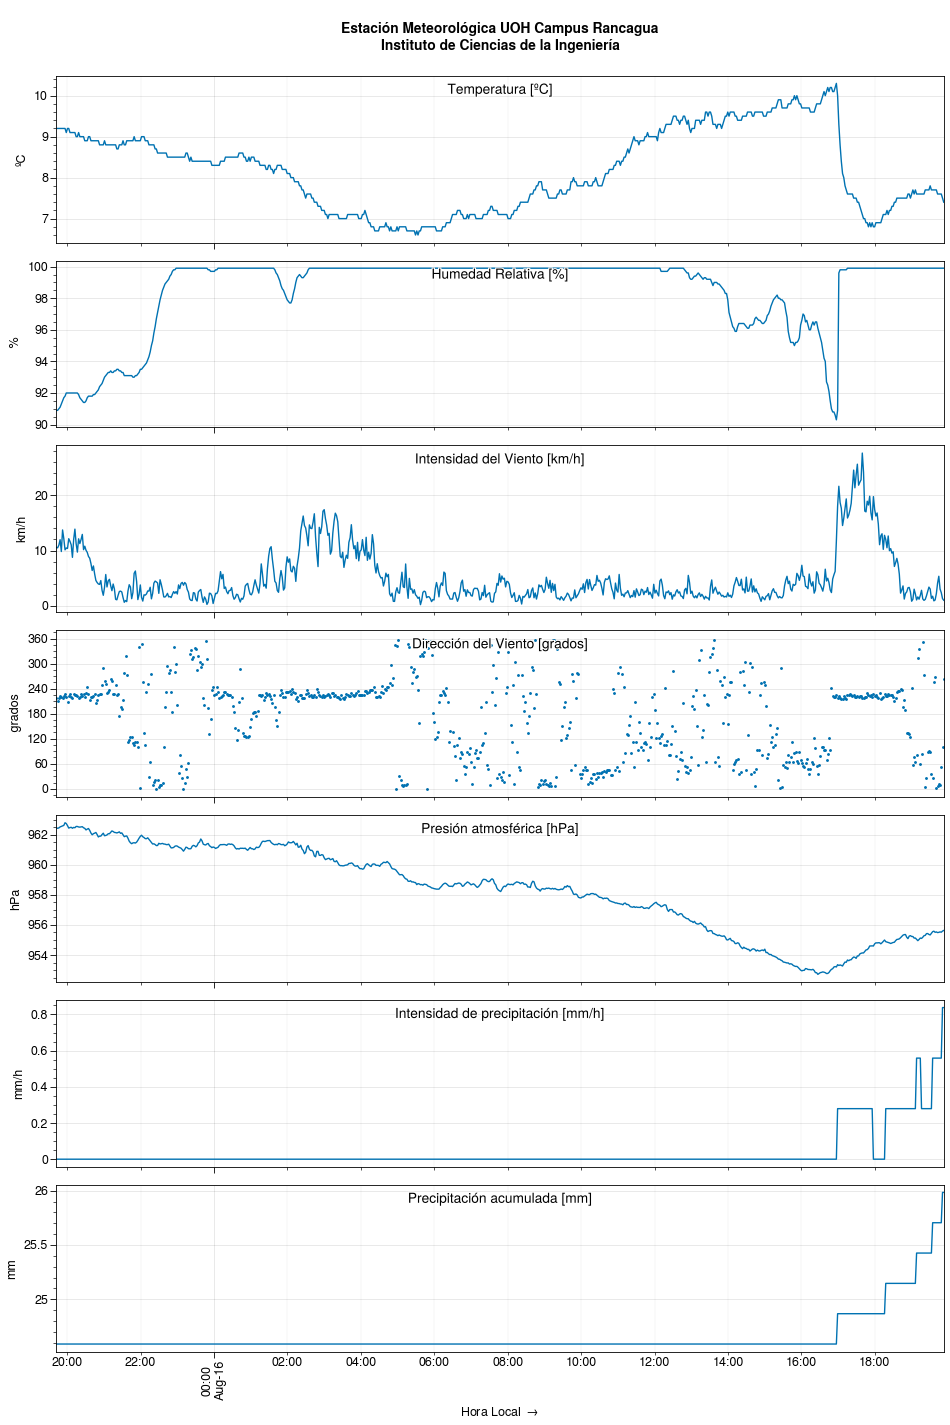 Estación Meteorológica UOH Campus Rancagua
Instituto de Ciencias de la Ingeniería
Temperatura [ºC]
10
9
8
7
ºC
Humedad Relativa [%]
100
98
96
94
92
90
%
Intensidad del Viento [km/h]
20
10
0
km/h
Dirección del Viento [grados]
360
300
240
180
120
60
0
grados
Presión atmosférica [hPa]
962
960
958
956
954
hPa
Intensidad de precipitación [mm/h]
0.8
0.6
0.4
0.2
0
mm/h
Precipitación acumulada [mm]
26
25.5
25
mm
20:00 22:00 00:00 02:00 04:00 06:00 08:00 10:00 12:00 14:00 16:00 18:00
Aug-16
Hora Local →